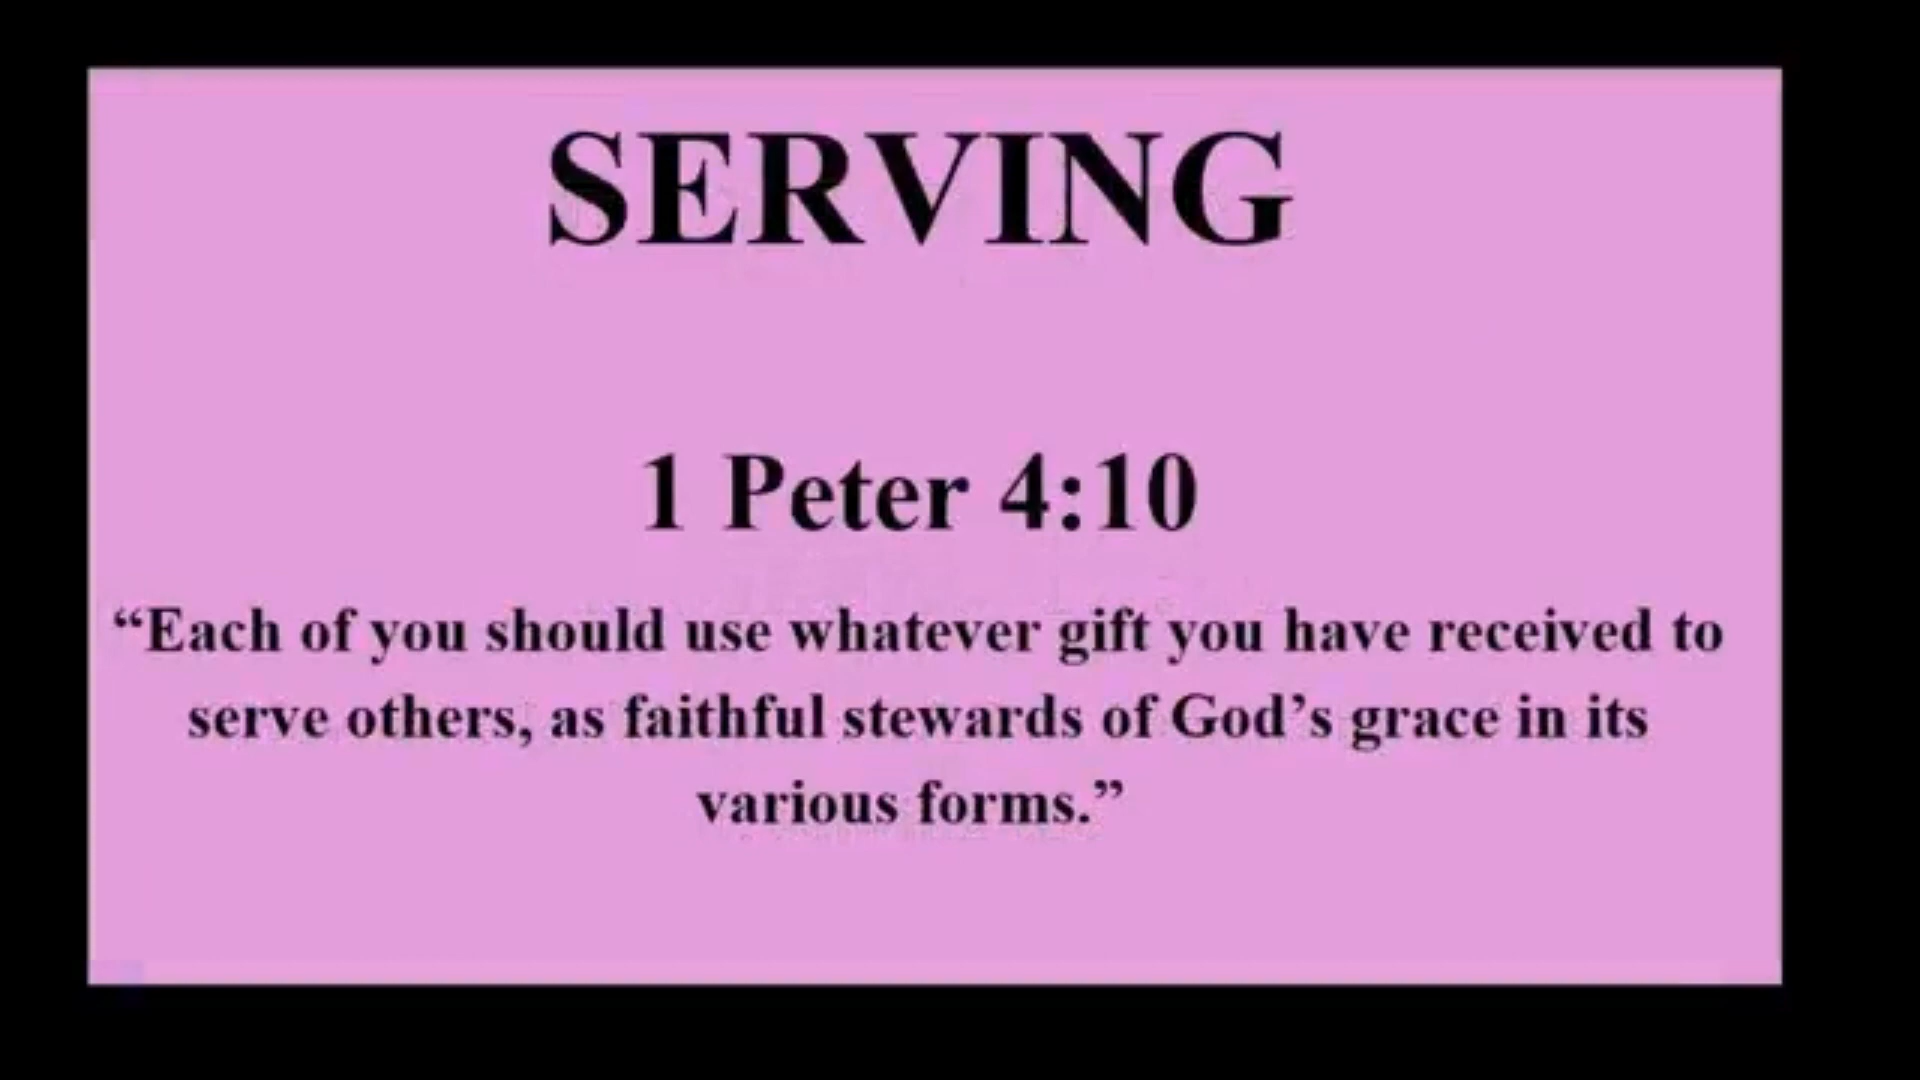 SERVING
1 Peter 4:10
“Each of you should use whatever gift you have received to
serve others, as faithful stewards of God’s grace in its
various forms.”